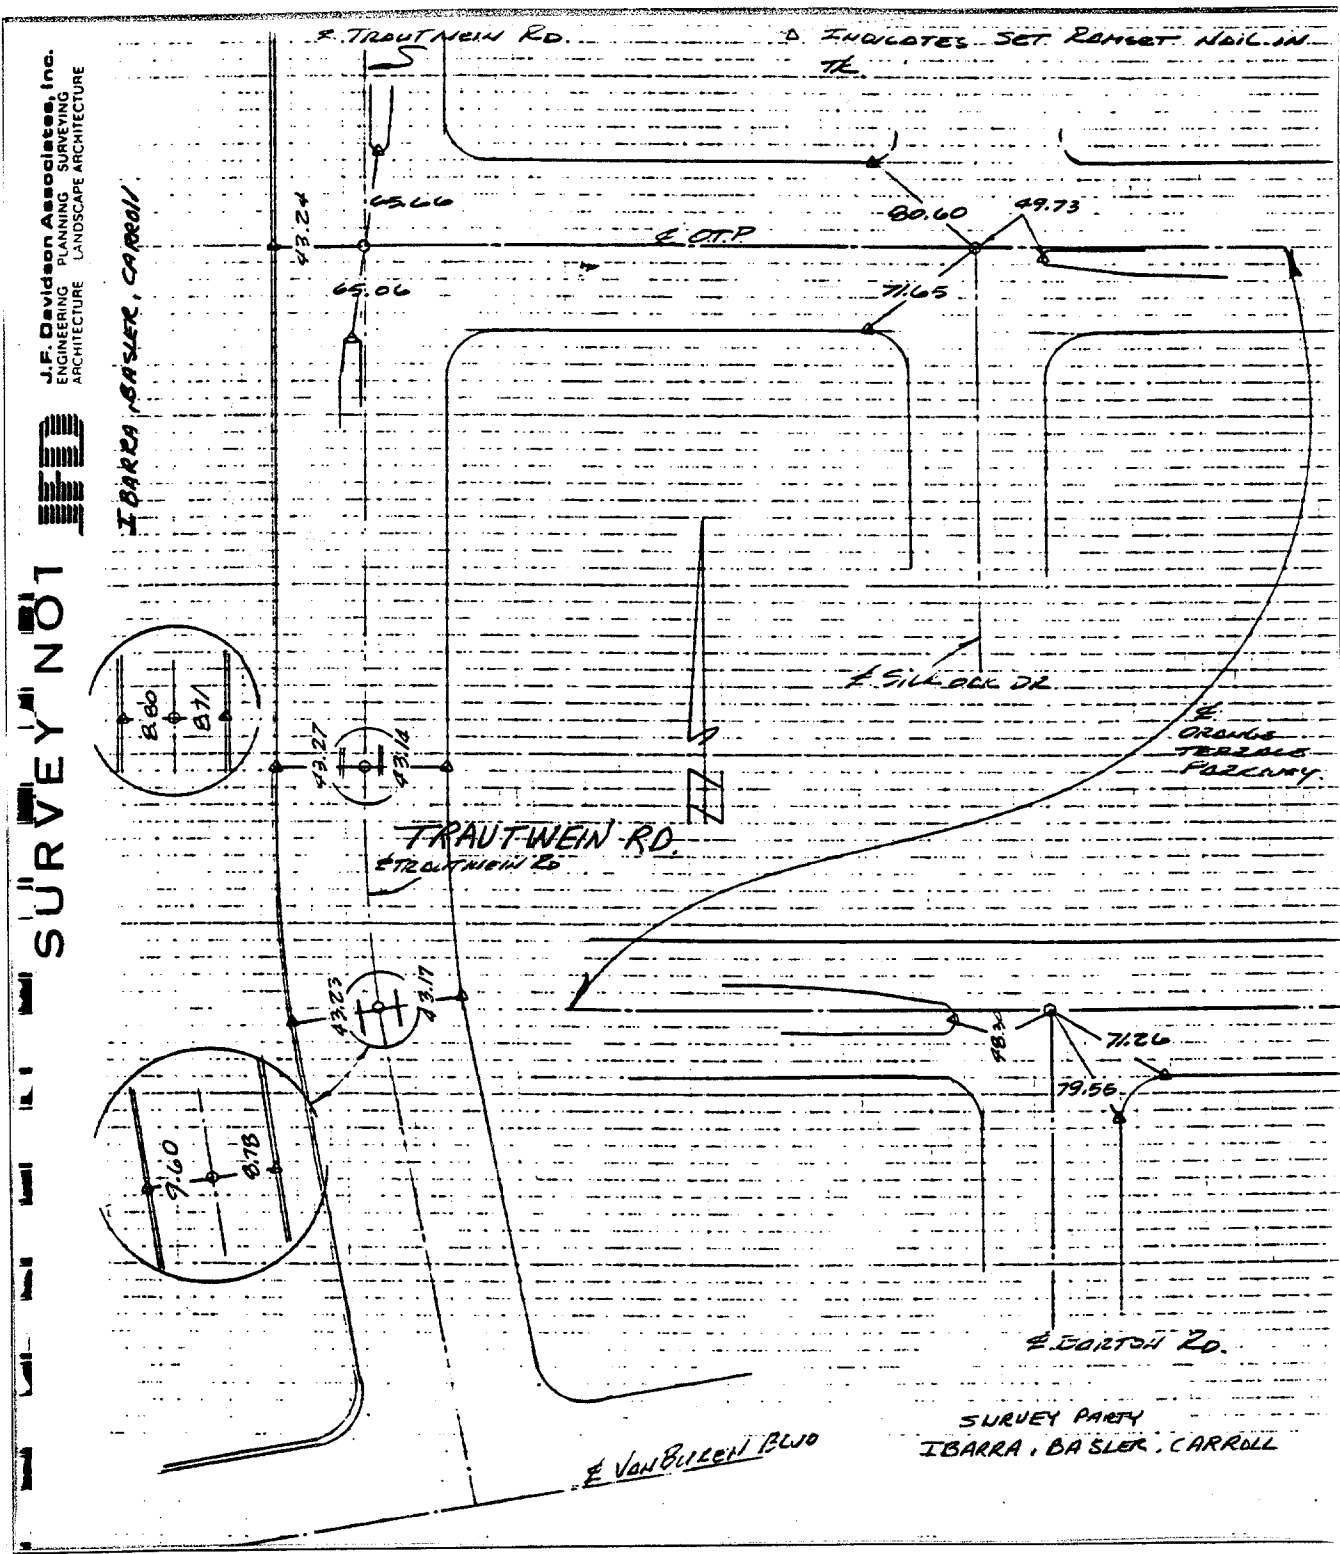 ℄ TRAUTWEIN RD.
△ INDICATES SET RAMSET NAIL IN
TC
J.F. Davidson Associates, Inc.
ENGINEERING PLANNING SURVEYING
ARCHITECTURE LANDSCAPE ARCHITECTURE
JFD
SURVEY NO 1
IBARRA, BASLER, CARROLL
43.24
65.66
65.06
℄ O.T.P.
80.60
49.73
71.65
℄ SILLOCK DR
8.80
8.71
43.27
43.14
℄
ORANGE
TERRACE
PARKWAY.
TRAUTWEIN RD.
℄ TRAUTWEIN RD
43.23
43.17
9.60
8.78
71.26
79.55
℄ BARTON RD.
SURVEY PARTY
IBARRA, BASLER, CARROLL
℄ VAN BUREN BLVD